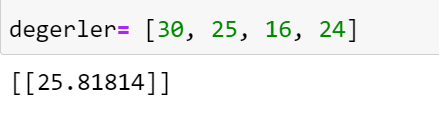 degerler= [30, 25, 16, 24]
[[25.81814]]